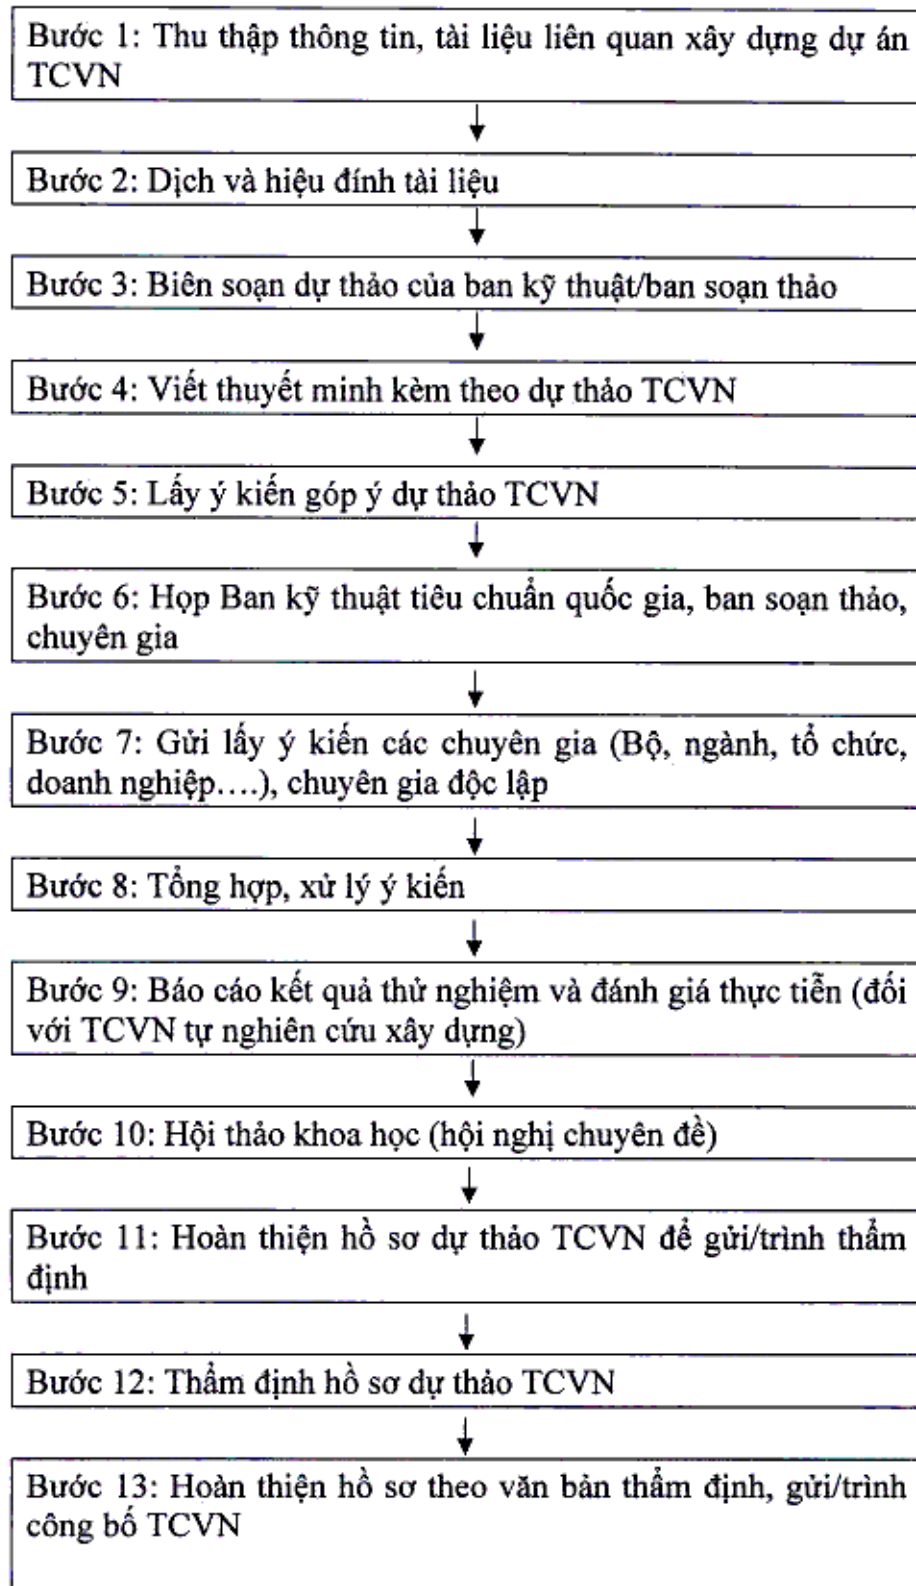 Bước 1: Thu thập thông tin, tài liệu liên quan xây dựng dự án
TCVN
Bước 2: Dịch và hiệu đính tài liệu
Bước 3: Biên soạn dự thảo của ban kỹ thuật/ban soạn thảo
Bước 4: Viết thuyết minh kèm theo dự thảo TCVN
Bước 5: Lấy ý kiến góp ý dự thảo TCVN
Bước 6: Họp Ban kỹ thuật tiêu chuẩn quốc gia, ban soạn thảo,
chuyên gia
Bước 7: Gửi lấy ý kiến các chuyên gia (Bộ, ngành, tổ chức,
doanh nghiệp....), chuyên gia độc lập
Bước 8: Tổng hợp, xử lý ý kiến
Bước 9: Báo cáo kết quả thử nghiệm và đánh giá thực tiễn (đối
với TCVN tự nghiên cứu xây dựng)
Bước 10: Hội thảo khoa học (hội nghị chuyên đề)
Bước 11: Hoàn thiện hồ sơ dự thảo TCVN để gửi/trình thẩm
định
Bước 12: Thẩm định hồ sơ dự thảo TCVN
Bước 13: Hoàn thiện hồ sơ theo văn bản thẩm định, gửi/trình
công bố TCVN